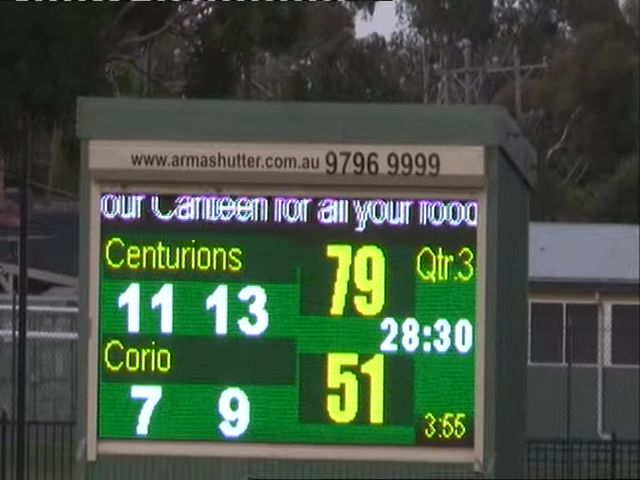 www.armashutter.com.au 9796 9999
our Canteen for all your food
Centurions 79 Qtr.3
11 13
28:30
Corio 51
7 9
3:55